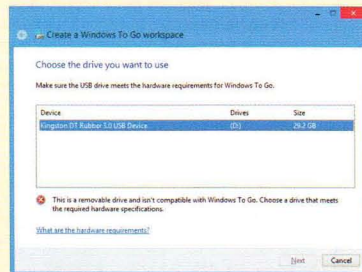 Create a Windows To Go workspace
Choose the drive you want to use
Make sure the USB drive meets the hardware requirements for Windows To Go.
Device Drives Size
Kingston DT Rubber 3.0 USB Device (D:) 29.2 GB
This is a removable drive and isn't compatible with Windows To Go. Choose a drive that meets
the required hardware specifications.
What are the hardware requirements?
Next Cancel